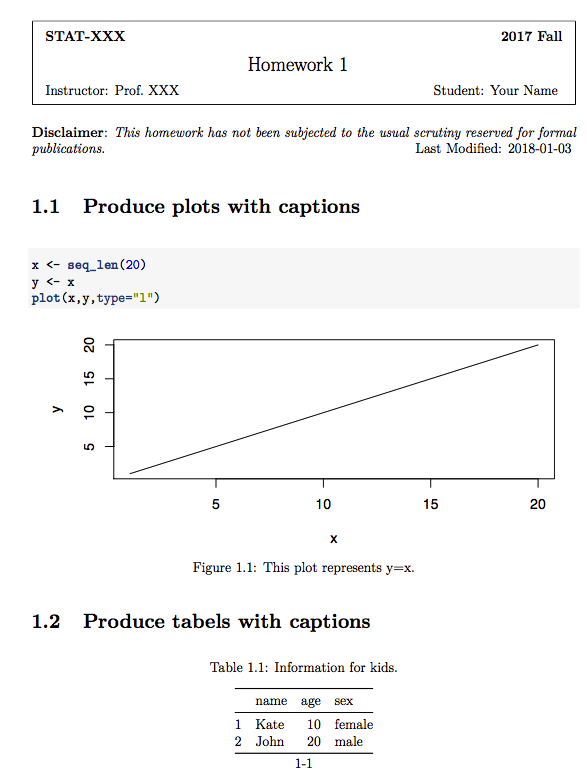 STAT-XXX 2017 Fall
Homework 1
Instructor: Prof. XXX Student: Your Name
Disclaimer: This homework has not been subjected to the usual scrutiny reserved for formal
publications. Last Modified: 2018-01-03
1.1 Produce plots with captions
x <- seq_len(20)
y <- x
plot(x,y,type="l")
20
15
10
5
y
5 10 15 20
x
Figure 1.1: This plot represents y=x.
1.2 Produce tabels with captions
Table 1.1: Information for kids.
name age sex
1 Kate 10 female
2 John 20 male
1-1